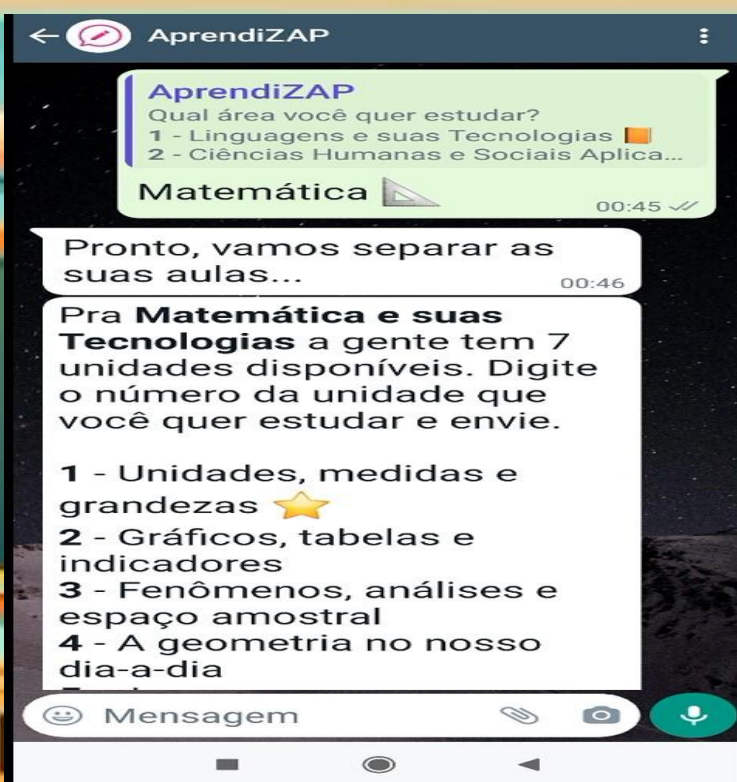 AprendiZAP
AprendiZAP
Qual área você quer estudar?
1 - Linguagens e suas Tecnologias 📙
2 - Ciências Humanas e Sociais Aplica...
Matemática 📐
00:45
Pronto, vamos separar as
suas aulas...
00:46
Pra Matemática e suas
Tecnologias a gente tem 7
unidades disponíveis. Digite
o número da unidade que
você quer estudar e envie.
1 - Unidades, medidas e
grandezas ⭐
2 - Gráficos, tabelas e
indicadores
3 - Fenômenos, análises e
espaço amostral
4 - A geometria no nosso
dia-a-dia
Mensagem